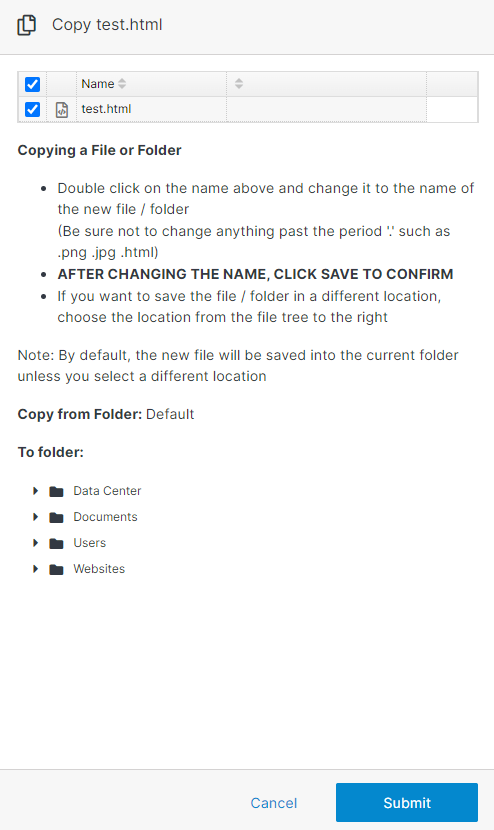 Copy test.html
Name
test.html
Copying a File or Folder
Double click on the name above and change it to the name of
the new file / folder
(Be sure not to change anything past the period '.' such as
.png .jpg .html)
AFTER CHANGING THE NAME, CLICK SAVE TO CONFIRM
If you want to save the file / folder in a different location,
choose the location from the file tree to the right
Note: By default, the new file will be saved into the current folder
unless you select a different location
Copy from Folder: Default
To folder:
Data Center
Documents
Users
Websites
Cancel
Submit